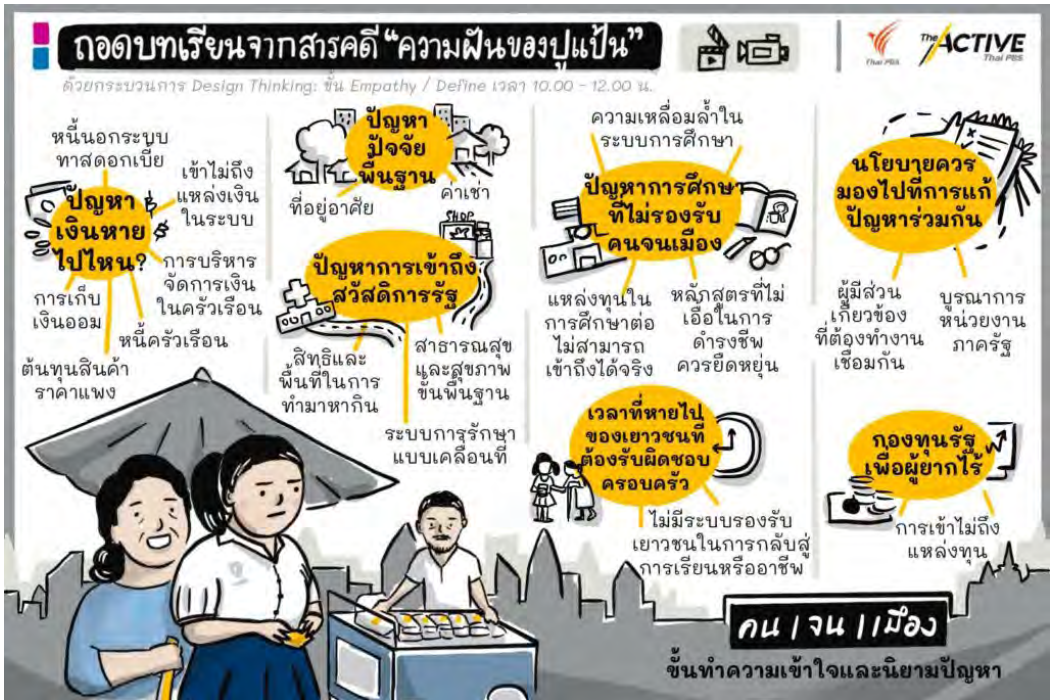 ถอดบทเรียนจากสารคดี “ความฝันของปูแป้น”
Thai PBS
The ACTIVE
Thai PBS
ด้วยกระบวนการ Design Thinking: ขั้น Empathy / Define เวลา 10.00 - 12.00 น.
หนี้นอกระบบ
ทาสดอกเบี้ย
เข้าไม่ถึง
แหล่งเงิน
ในระบบ
ปัญหา
เงินหาย
ไปไหน?
การบริหาร
จัดการเงิน
ในครัวเรือน
การเก็บ
เงินออม
หนี้ครัวเรือน
ต้นทุนสินค้า
ราคาแพง
ปัญหา
ปัจจัย
พื้นฐาน
ที่อยู่อาศัย
ค่าเช่า
SHOP
ปัญหาการเข้าถึง
สวัสดิการรัฐ
สิทธิและ
พื้นที่ในการ
ทำมาหากิน
สาธารณสุข
และสุขภาพ
ขั้นพื้นฐาน
ระบบการรักษา
แบบเคลื่อนที่
ความเหลื่อมล้ำใน
ระบบการศึกษา
ปัญหาการศึกษา
ที่ไม่รองรับ
คนจนเมือง
แหล่งทุนใน
การศึกษาต่อ
ไม่สามารถ
เข้าถึงได้จริง
หลักสูตรที่ไม่
เอื้อในการ
ดำรงชีพ
ควรยืดหยุ่น
เวลาที่หายไป
ของเยาวชนที่
ต้องรับผิดชอบ
ครอบครัว
ไม่มีระบบรองรับ
เยาวชนในการกลับสู่
การเรียนหรืออาชีพ
นโยบายควร
มองไปที่การแก้
ปัญหาร่วมกัน
ผู้มีส่วน
เกี่ยวข้อง
ที่ต้องทำงาน
เชื่อมกัน
บูรณาการ
หน่วยงาน
ภาครัฐ
กองทุนรัฐ
เพื่อผู้ยากไร้
การเข้าไม่ถึง
แหล่งทุน
คน | จน | เมือง
ขั้นทำความเข้าใจและนิยามปัญหา